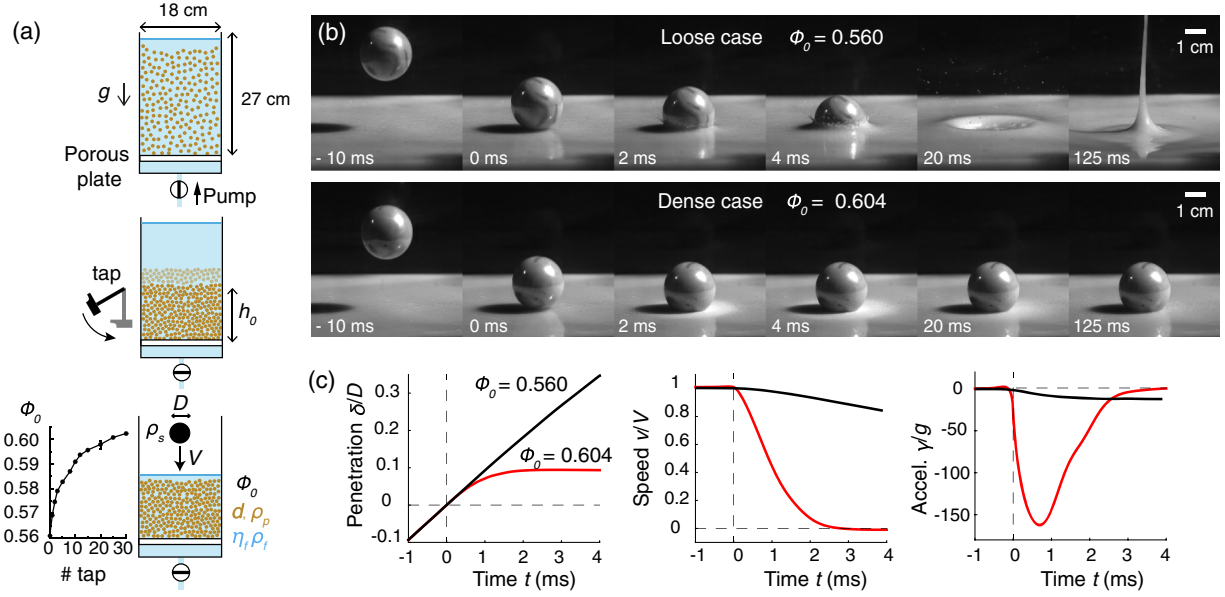 (a)
18 cm
g
27 cm
Porous
plate
Pump
tap
h0
Φ0
0.60
0.59
0.58
0.57
0.56
0 10 20 30
# tap
D
ρs
V
Φ0
d, ρp
ηf ρf
(b)
Loose case Φ0 = 0.560
1 cm
- 10 ms
0 ms
2 ms
4 ms
20 ms
125 ms
Dense case Φ0 = 0.604
1 cm
- 10 ms
0 ms
2 ms
4 ms
20 ms
125 ms
(c)
Penetration δ/D
0.3
0.2
0.1
0
-0.1
Φ0 = 0.560
Φ0 = 0.604
-1 0 1 2 3 4
Time t (ms)
Speed v/V
1
0.8
0.6
0.4
0.2
0
-1 0 1 2 3 4
Time t (ms)
Accel. γ/g
0
-50
-100
-150
-1 0 1 2 3 4
Time t (ms)